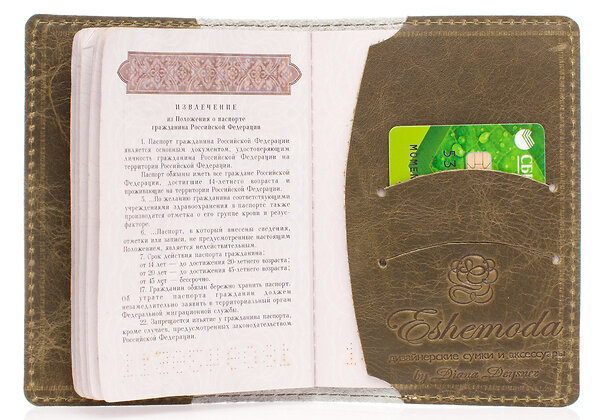 ИЗВЛЕЧЕНИЕ
из Положения о паспорте
гражданина Российской Федерации
1. Паспорт гражданина Российской Федерации
является основным документом, удостоверяющим
личность гражданина Российской Федерации на
территории Российской Федерации.
Паспорт обязаны иметь все граждане Российской
Федерации, достигшие 14-летнего возраста и
проживающие на территории Российской Федерации.
5. ...По желанию гражданина соответствующими
учреждениями здравоохранения в паспорте также
производится отметка о его группе крови и резус-
факторе.
6. ...Паспорт, в который внесены сведения,
отметки или записи, не предусмотренные настоящим
Положением, является недействительным.
7. Срок действия паспорта гражданина:
от 14 лет — до достижения 20-летнего возраста;
от 20 лет — до достижения 45-летнего возраста;
от 45 лет — бессрочно.
17. Гражданин обязан бережно хранить паспорт.
Об утрате паспорта гражданин должен
незамедлительно заявить в территориальный орган
Федеральной миграционной службы.
22. Запрещается изъятие у гражданина паспорта,
кроме случаев, предусмотренных законодательством
Российской Федерации.
СБ
MOMEN
53
Eshemoda
дизайнерские сумки и аксессуары
by Diana Deysure